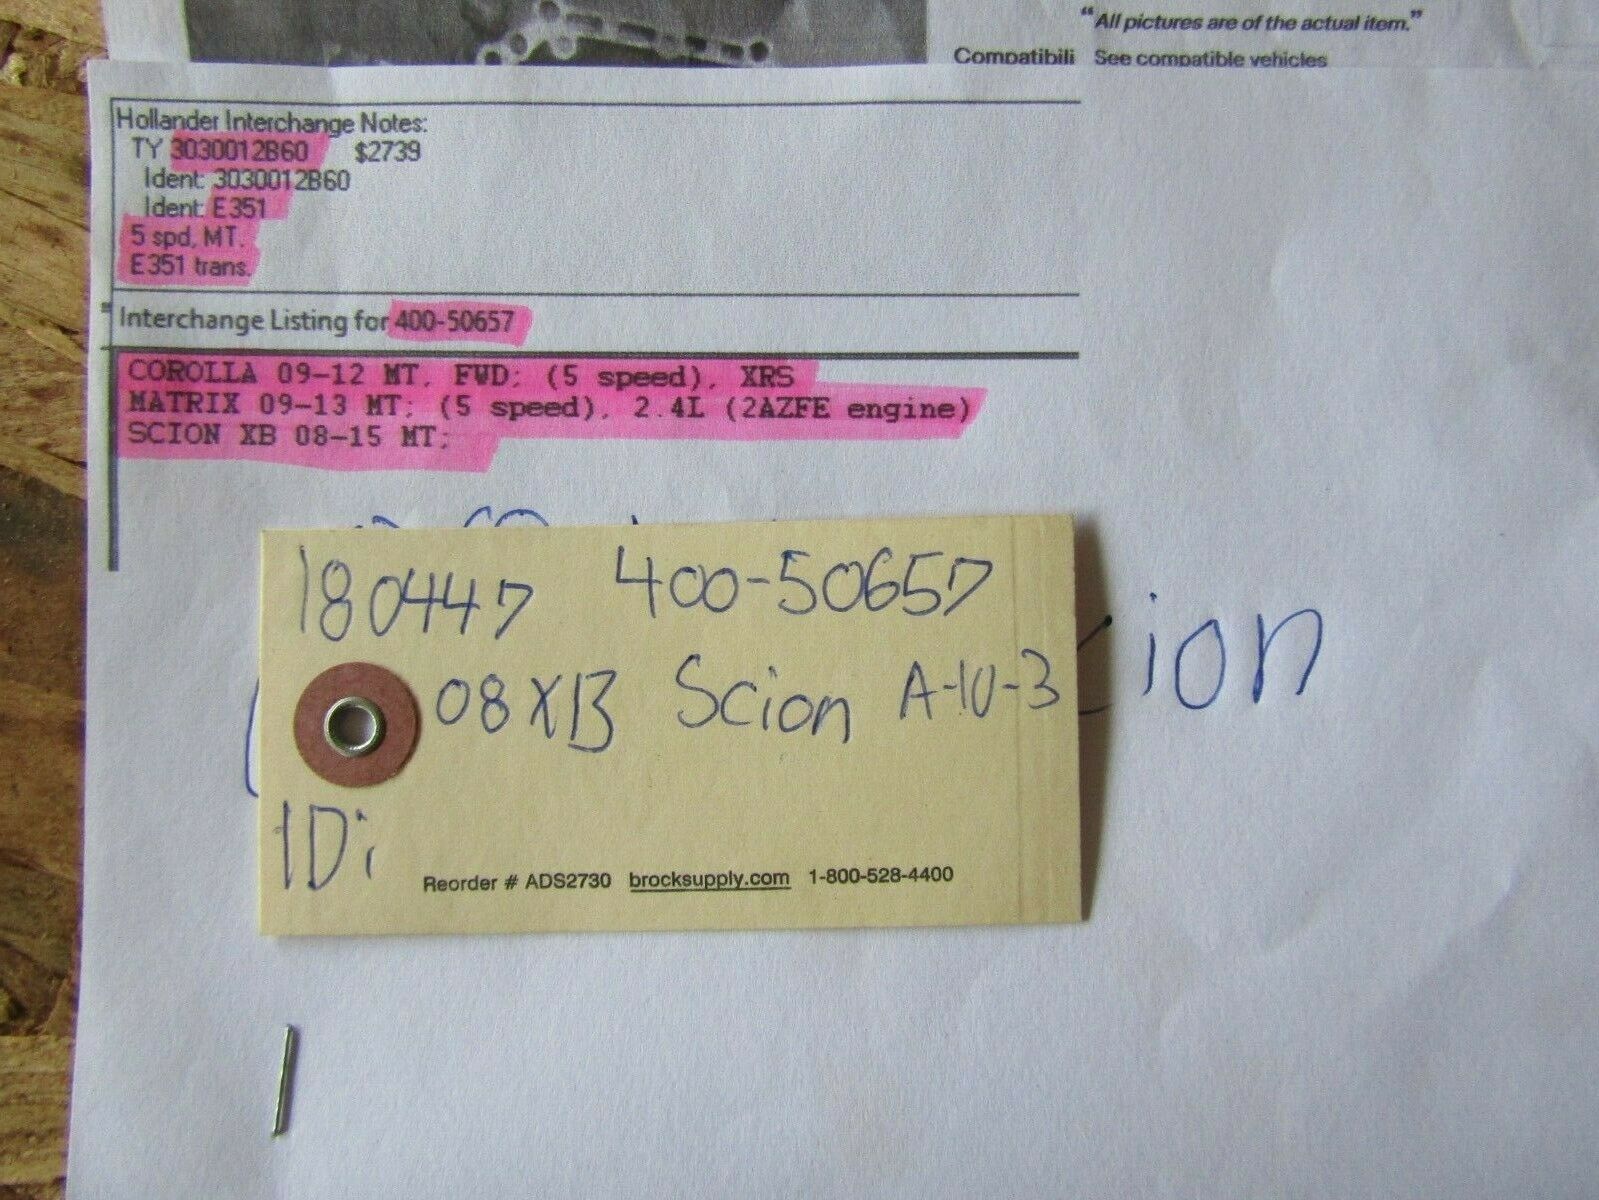 "All pictures are of the actual item."
Compatibili See compatible vehicles
Hollander Interchange Notes:
TY 3030012B60 $2739
Ident: 3030012B60
Ident: E351
5 spd, MT.
E351 trans.
Interchange Listing for 400-50657
COROLLA 09-12 MT, FWD; (5 speed), XRS
MATRIX 09-13 MT; (5 speed), 2.4L (2AZFE engine)
SCION XB 08-15 MT;
180447 400-50657
08 XB Scion A-10-3
ion
1Di
Reorder # ADS2730 brocksupply.com 1-800-528-4400